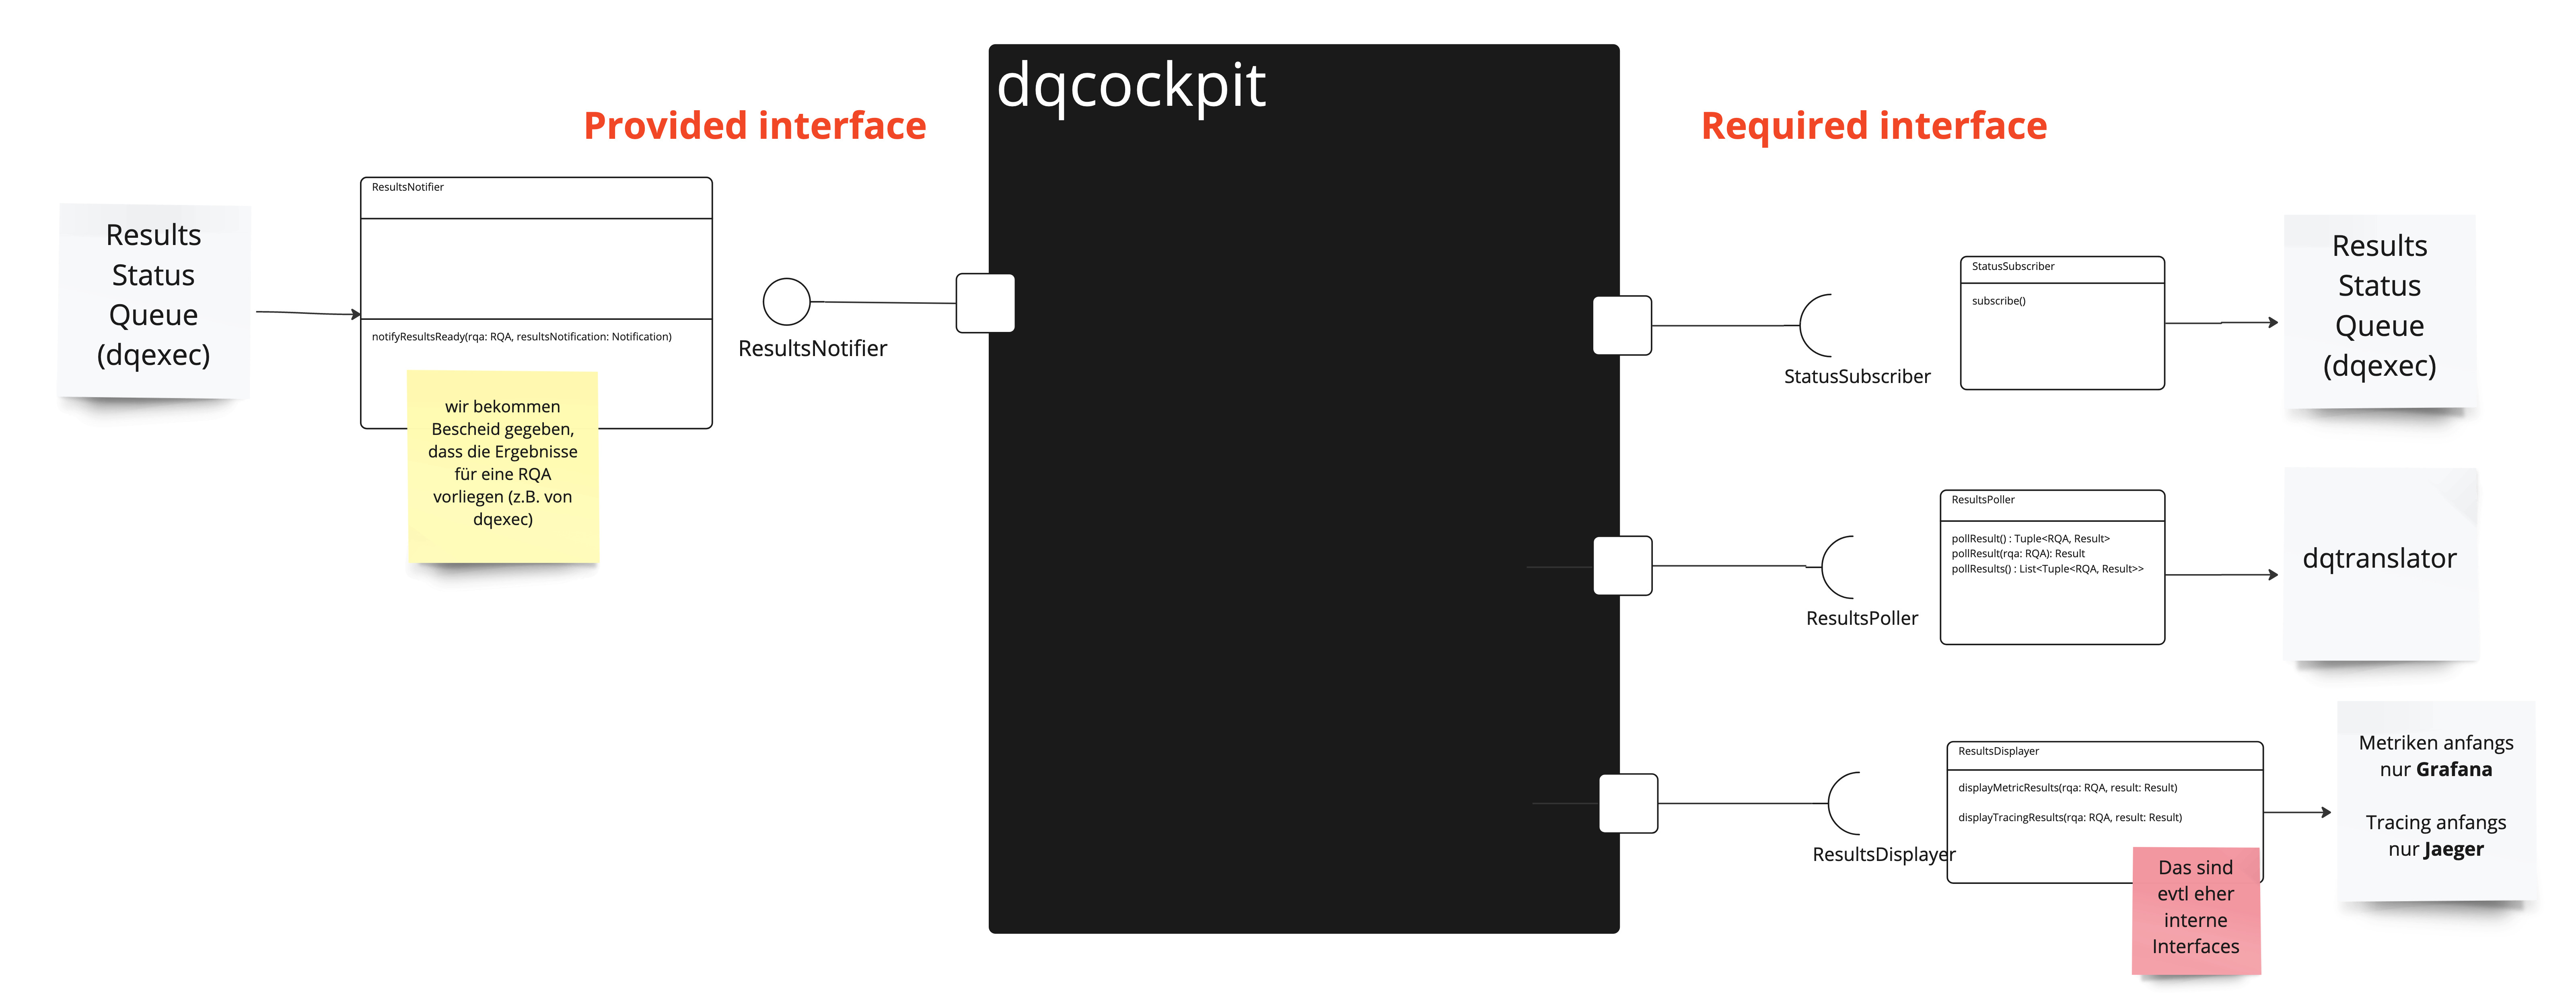 dqcockpit
Provided interface
Required interface
Results
Status
Queue
(dqexec)
ResultsNotifier
notifyResultsReady(rqa: RQA, resultsNotification: Notification)
wir bekommen
Bescheid gegeben,
dass die Ergebnisse
für eine RQA
vorliegen (z.B. von
dqexec)
ResultsNotifier
StatusSubscriber
StatusSubscriber
subscribe()
Results
Status
Queue
(dqexec)
ResultsPoller
ResultsPoller
pollResult() : Tuple<RQA, Result>
pollResult(rqa: RQA): Result
pollResults() : List<Tuple<RQA, Result>>
dqtranslator
ResultsDisplayer
ResultsDisplayer
displayMetricResults(rqa: RQA, result: Result)
displayTracingResults(rqa: RQA, result: Result)
Das sind
evtl eher
interne
Interfaces
Metriken anfangs
nur Grafana
Tracing anfangs
nur Jaeger